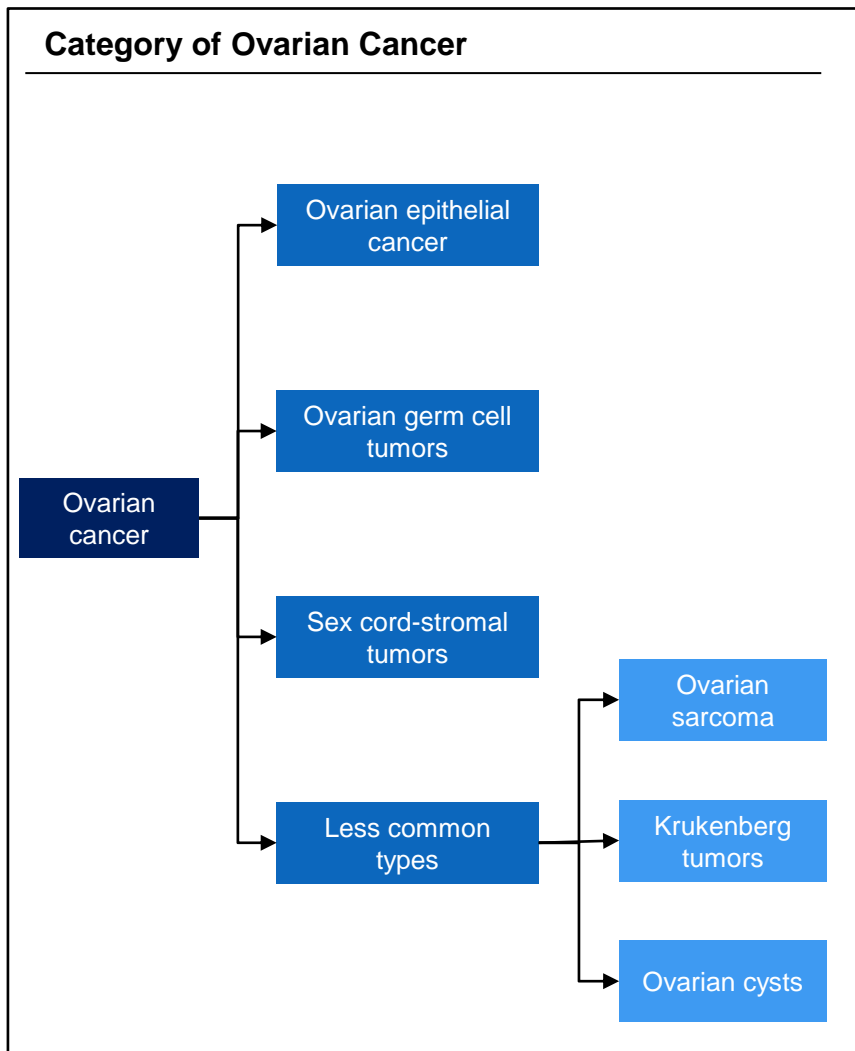 Category of Ovarian Cancer
Ovarian epithelial
cancer
Ovarian germ cell
tumors
Ovarian
cancer
Sex cord-stromal
tumors
Ovarian
sarcoma
Less common
types
Krukenberg
tumors
Ovarian cysts